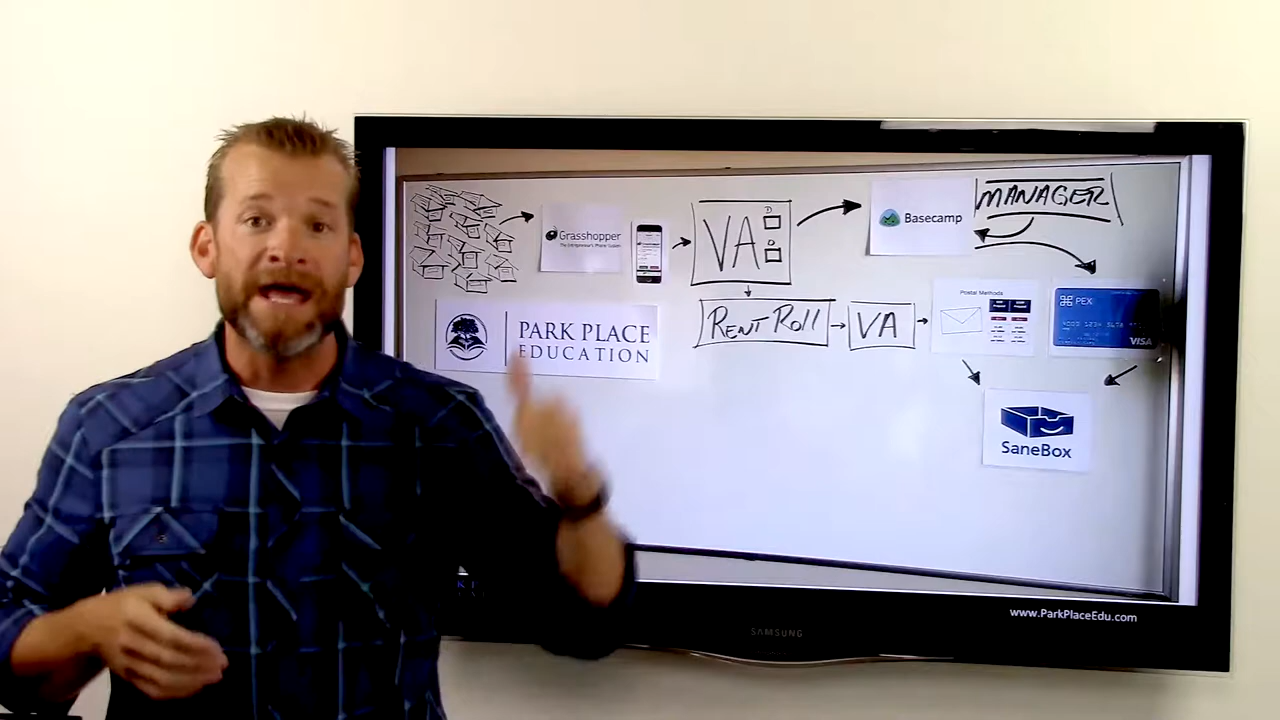 Grasshopper
The Entrepreneur's Phone System
VA
Basecamp
MANAGER
PARK PLACE
EDUCATION
RENT ROLL
VA
Postal Methods
PEX
VISA
SaneBox
www.ParkPlaceEdu.com
SAMSUNG